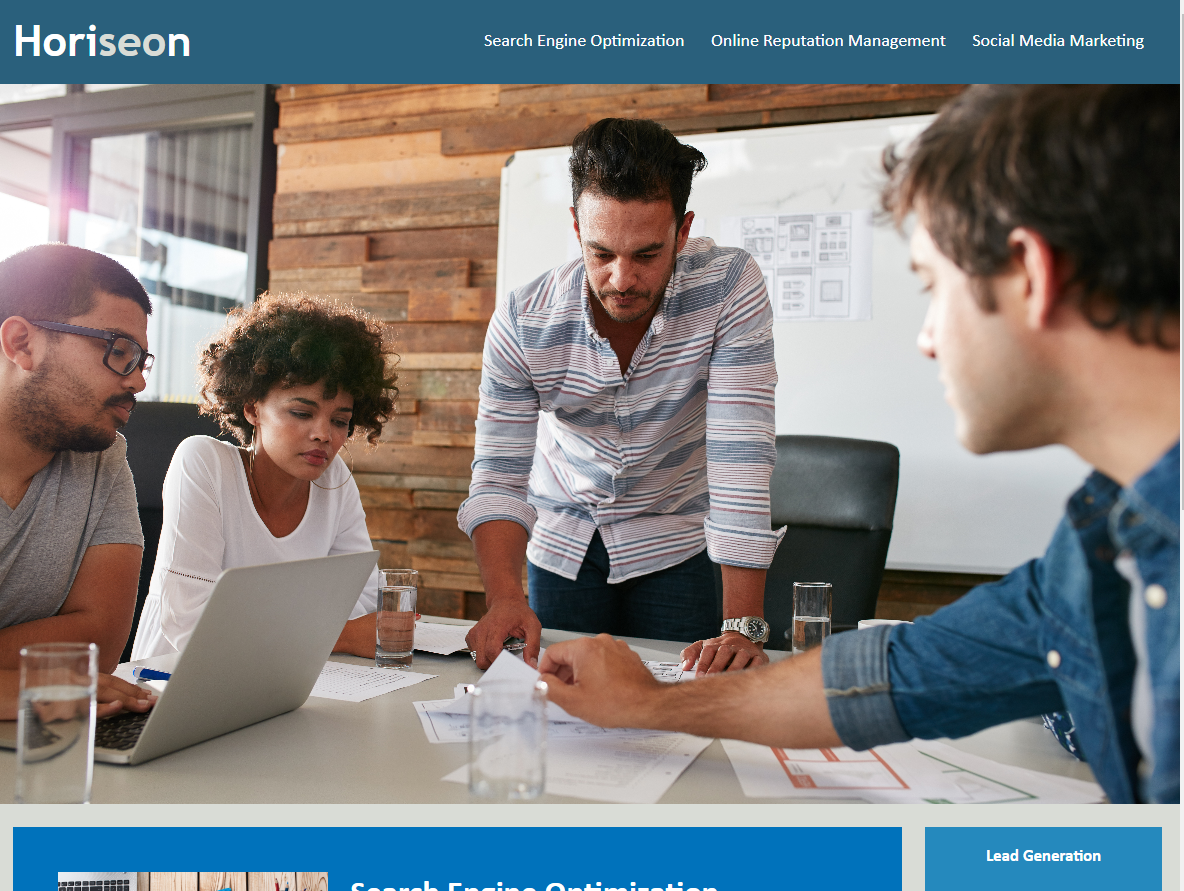 Horiseon
Search Engine Optimization
Online Reputation Management
Social Media Marketing
Lead Generation
Search Engine Optimization